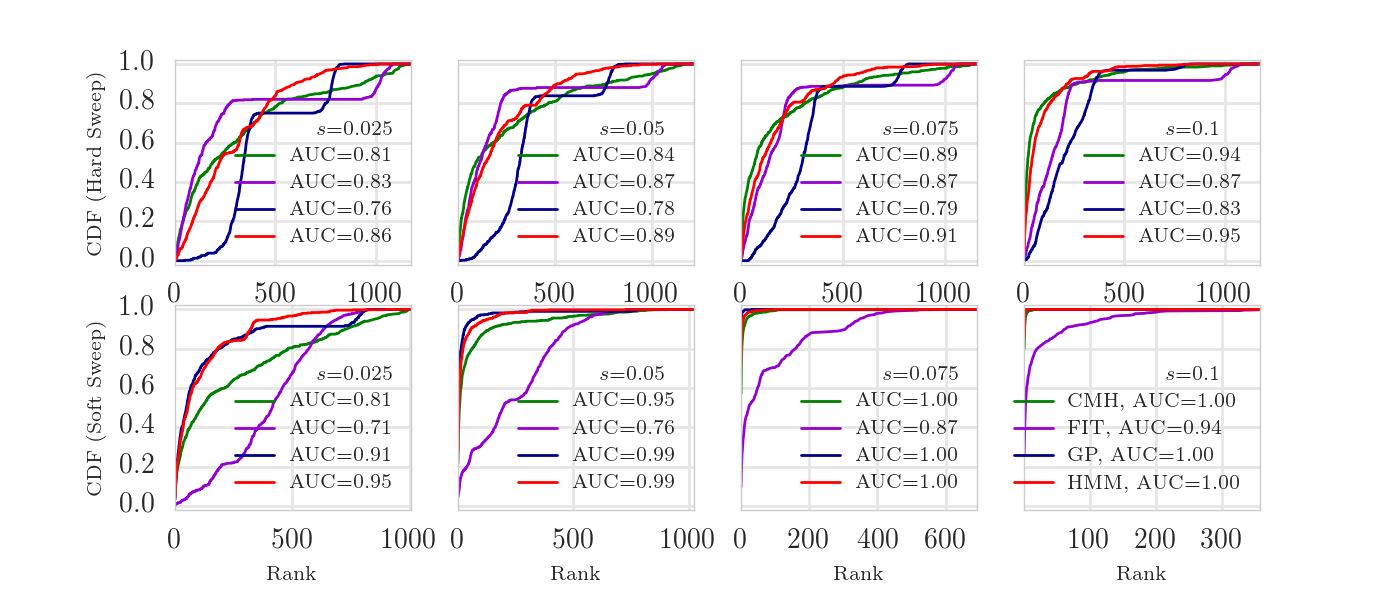 CDF (Hard Sweep)
1.0
0.8
0.6
0.4
0.2
0.0
s=0.025
AUC=0.81
AUC=0.83
AUC=0.76
AUC=0.86
0 500 1000
s=0.05
AUC=0.84
AUC=0.87
AUC=0.78
AUC=0.89
0 500 1000
s=0.075
AUC=0.89
AUC=0.87
AUC=0.79
AUC=0.91
0 500 1000
s=0.1
AUC=0.94
AUC=0.87
AUC=0.83
AUC=0.95
0 500 1000
CDF (Soft Sweep)
1.0
0.8
0.6
0.4
0.2
0.0
s=0.025
AUC=0.81
AUC=0.71
AUC=0.91
AUC=0.95
0 500 1000
Rank
s=0.05
AUC=0.95
AUC=0.76
AUC=0.99
AUC=0.99
0 500 1000
Rank
s=0.075
AUC=1.00
AUC=0.87
AUC=1.00
AUC=1.00
0 200 400 600
Rank
s=0.1
CMH, AUC=1.00
FIT, AUC=0.94
GP, AUC=1.00
HMM, AUC=1.00
100 200 300
Rank